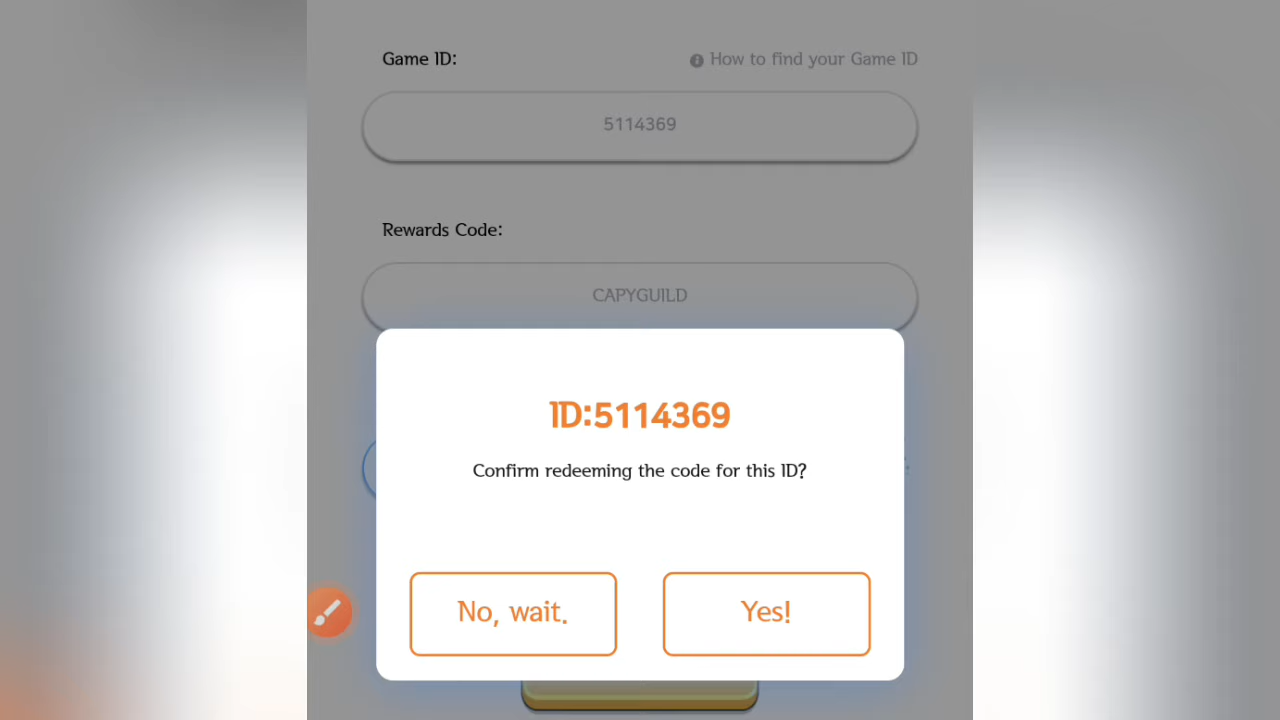 Game ID:
How to find your Game ID
5114369
Rewards Code:
CAPYGUILD
ID:5114369
Confirm redeeming the code for this ID?
No, wait.
Yes!